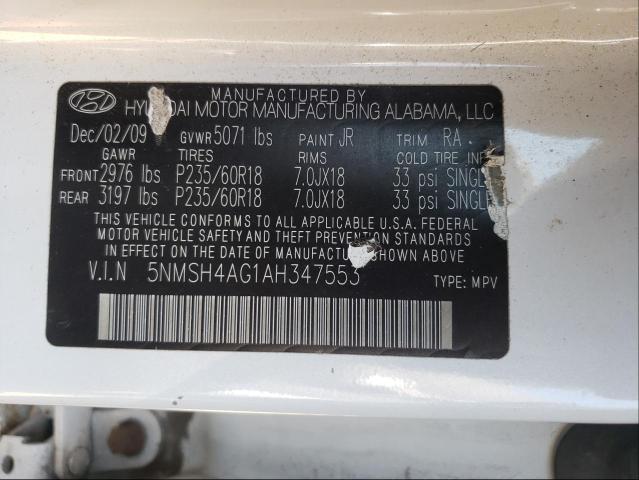 MANUFACTURED BY
HYUNDAI MOTOR MANUFACTURING ALABAMA, LLC
Dec/02/09 GVWR 5071 lbs PAINT JR TRIM RA
GAWR TIRES RIMS COLD TIRE INF
FRONT 2976 lbs P235/60R18 7.0JX18 33 psi SINGLE
REAR 3197 lbs P235/60R18 7.0JX18 33 psi SINGLE
THIS VEHICLE CONFORMS TO ALL APPLICABLE U.S.A. FEDERAL
MOTOR VEHICLE SAFETY AND THEFT PREVENTION STANDARDS
IN EFFECT ON THE DATE OF MANUFACTURE SHOWN ABOVE
V.I.N 5NMSH4AG1AH347553 TYPE: MPV